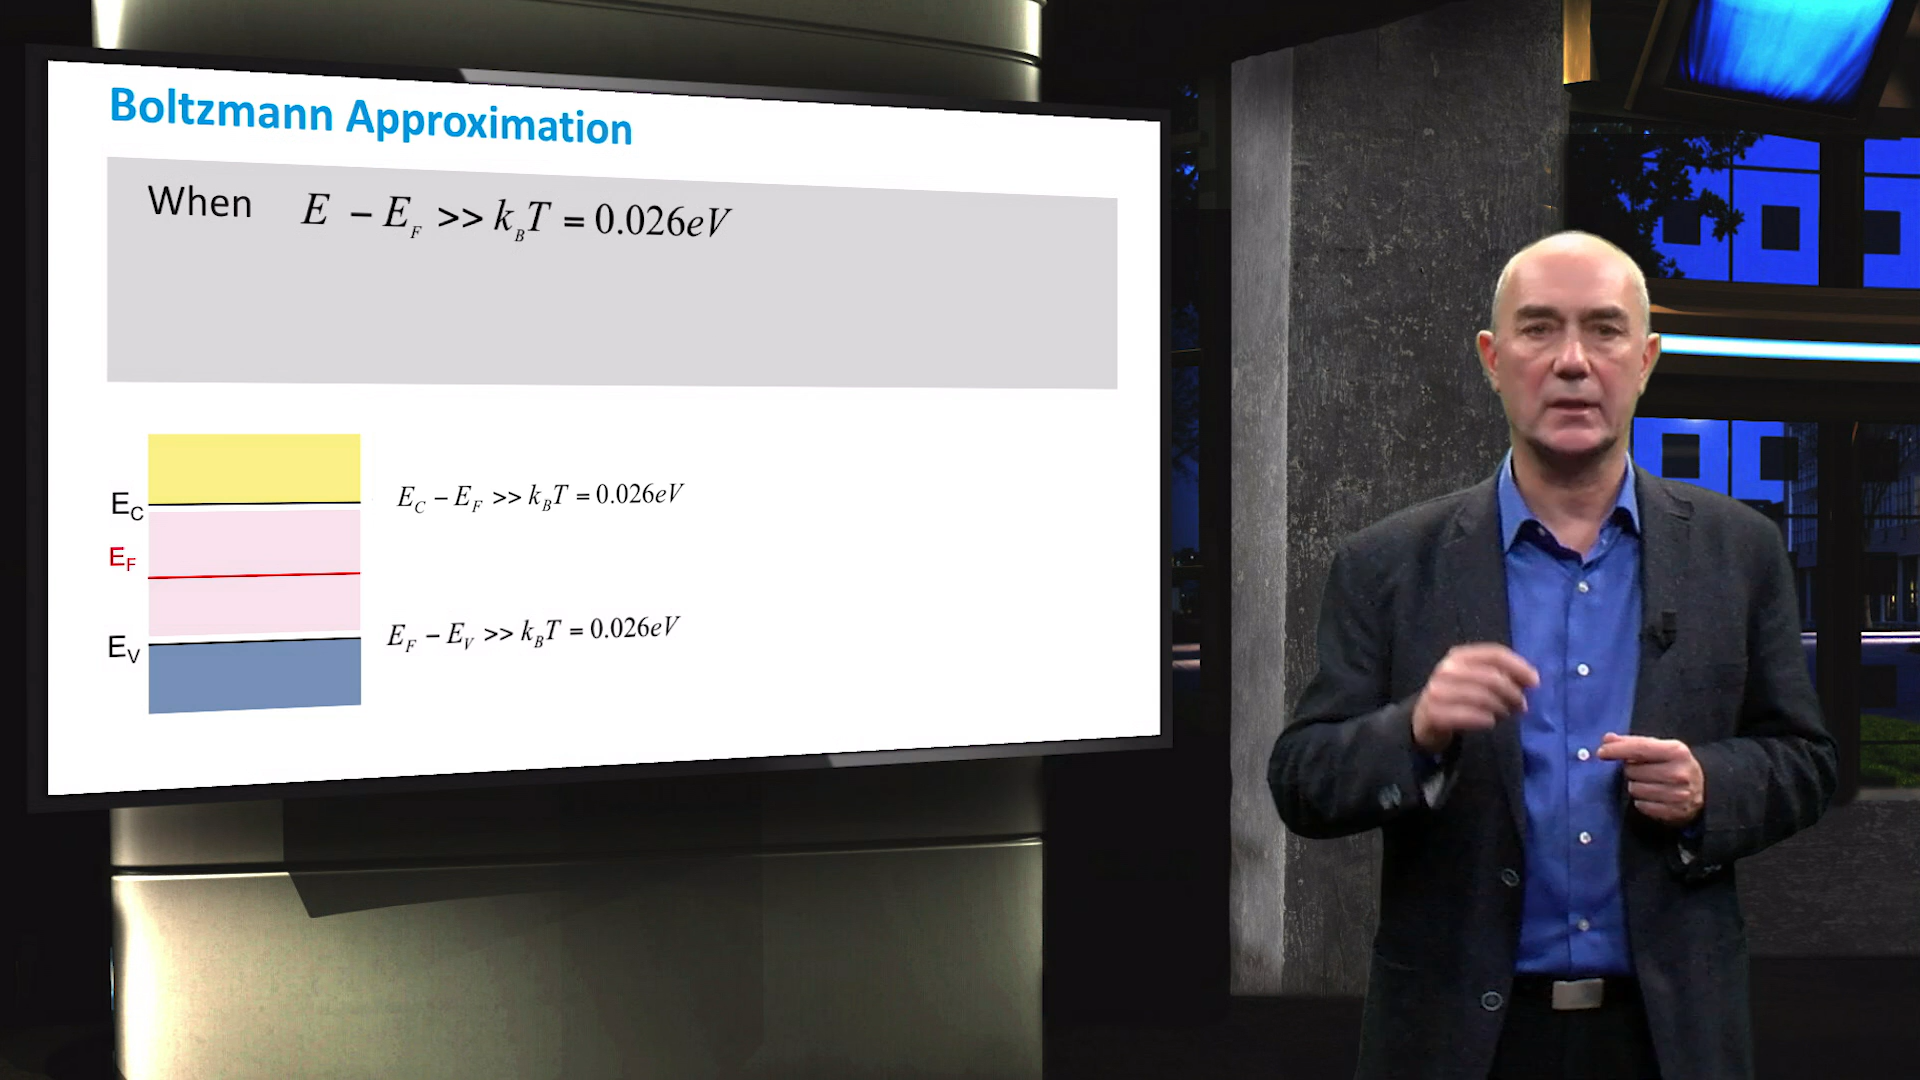 Boltzmann Approximation
When E − E_F >> k_BT = 0.026eV
E_C
E_C − E_F >> k_BT = 0.026eV
E_F
E_V
E_F − E_V >> k_BT = 0.026eV